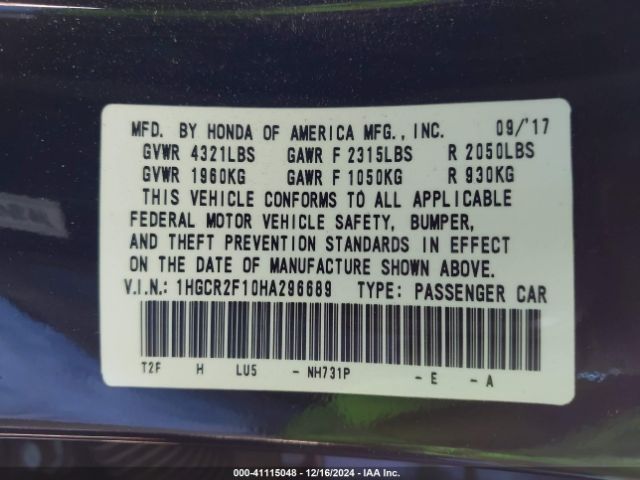 MFD. BY HONDA OF AMERICA MFG., INC. 09/'17
GVWR 4321LBS GAWR F 2315LBS R 2050LBS
GVWR 1960KG GAWR F 1050KG R 930KG
THIS VEHICLE CONFORMS TO ALL APPLICABLE
FEDERAL MOTOR VEHICLE SAFETY, BUMPER,
AND THEFT PREVENTION STANDARDS IN EFFECT
ON THE DATE OF MANUFACTURE SHOWN ABOVE.
V.I.N.: 1HGCR2F10HA296689 TYPE: PASSENGER CAR
T2F H LU5 - NH731P - E - A
000-41115048 - 12/16/2024 - IAA Inc.